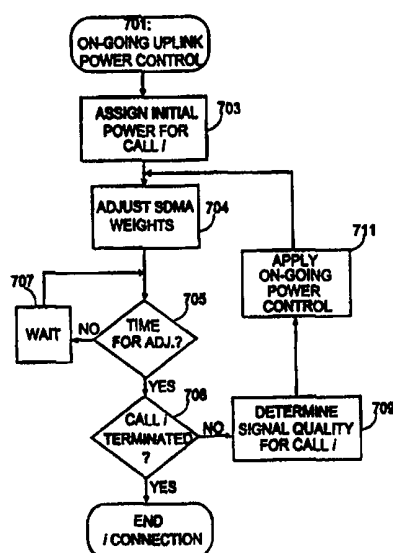 701:
ON-GOING UPLINK
POWER CONTROL
ASSIGN INITIAL
POWER FOR
CALL i
703
ADJUST SDMA
WEIGHTS
704
711
APPLY
ON-GOING
POWER
CONTROL
707
WAIT
NO
TIME
FOR ADJ.?
705
YES
706
CALL i
TERMINATED
?
NO
DETERMINE
SIGNAL QUALITY
FOR CALL i
709
YES
END
i CONNECTION